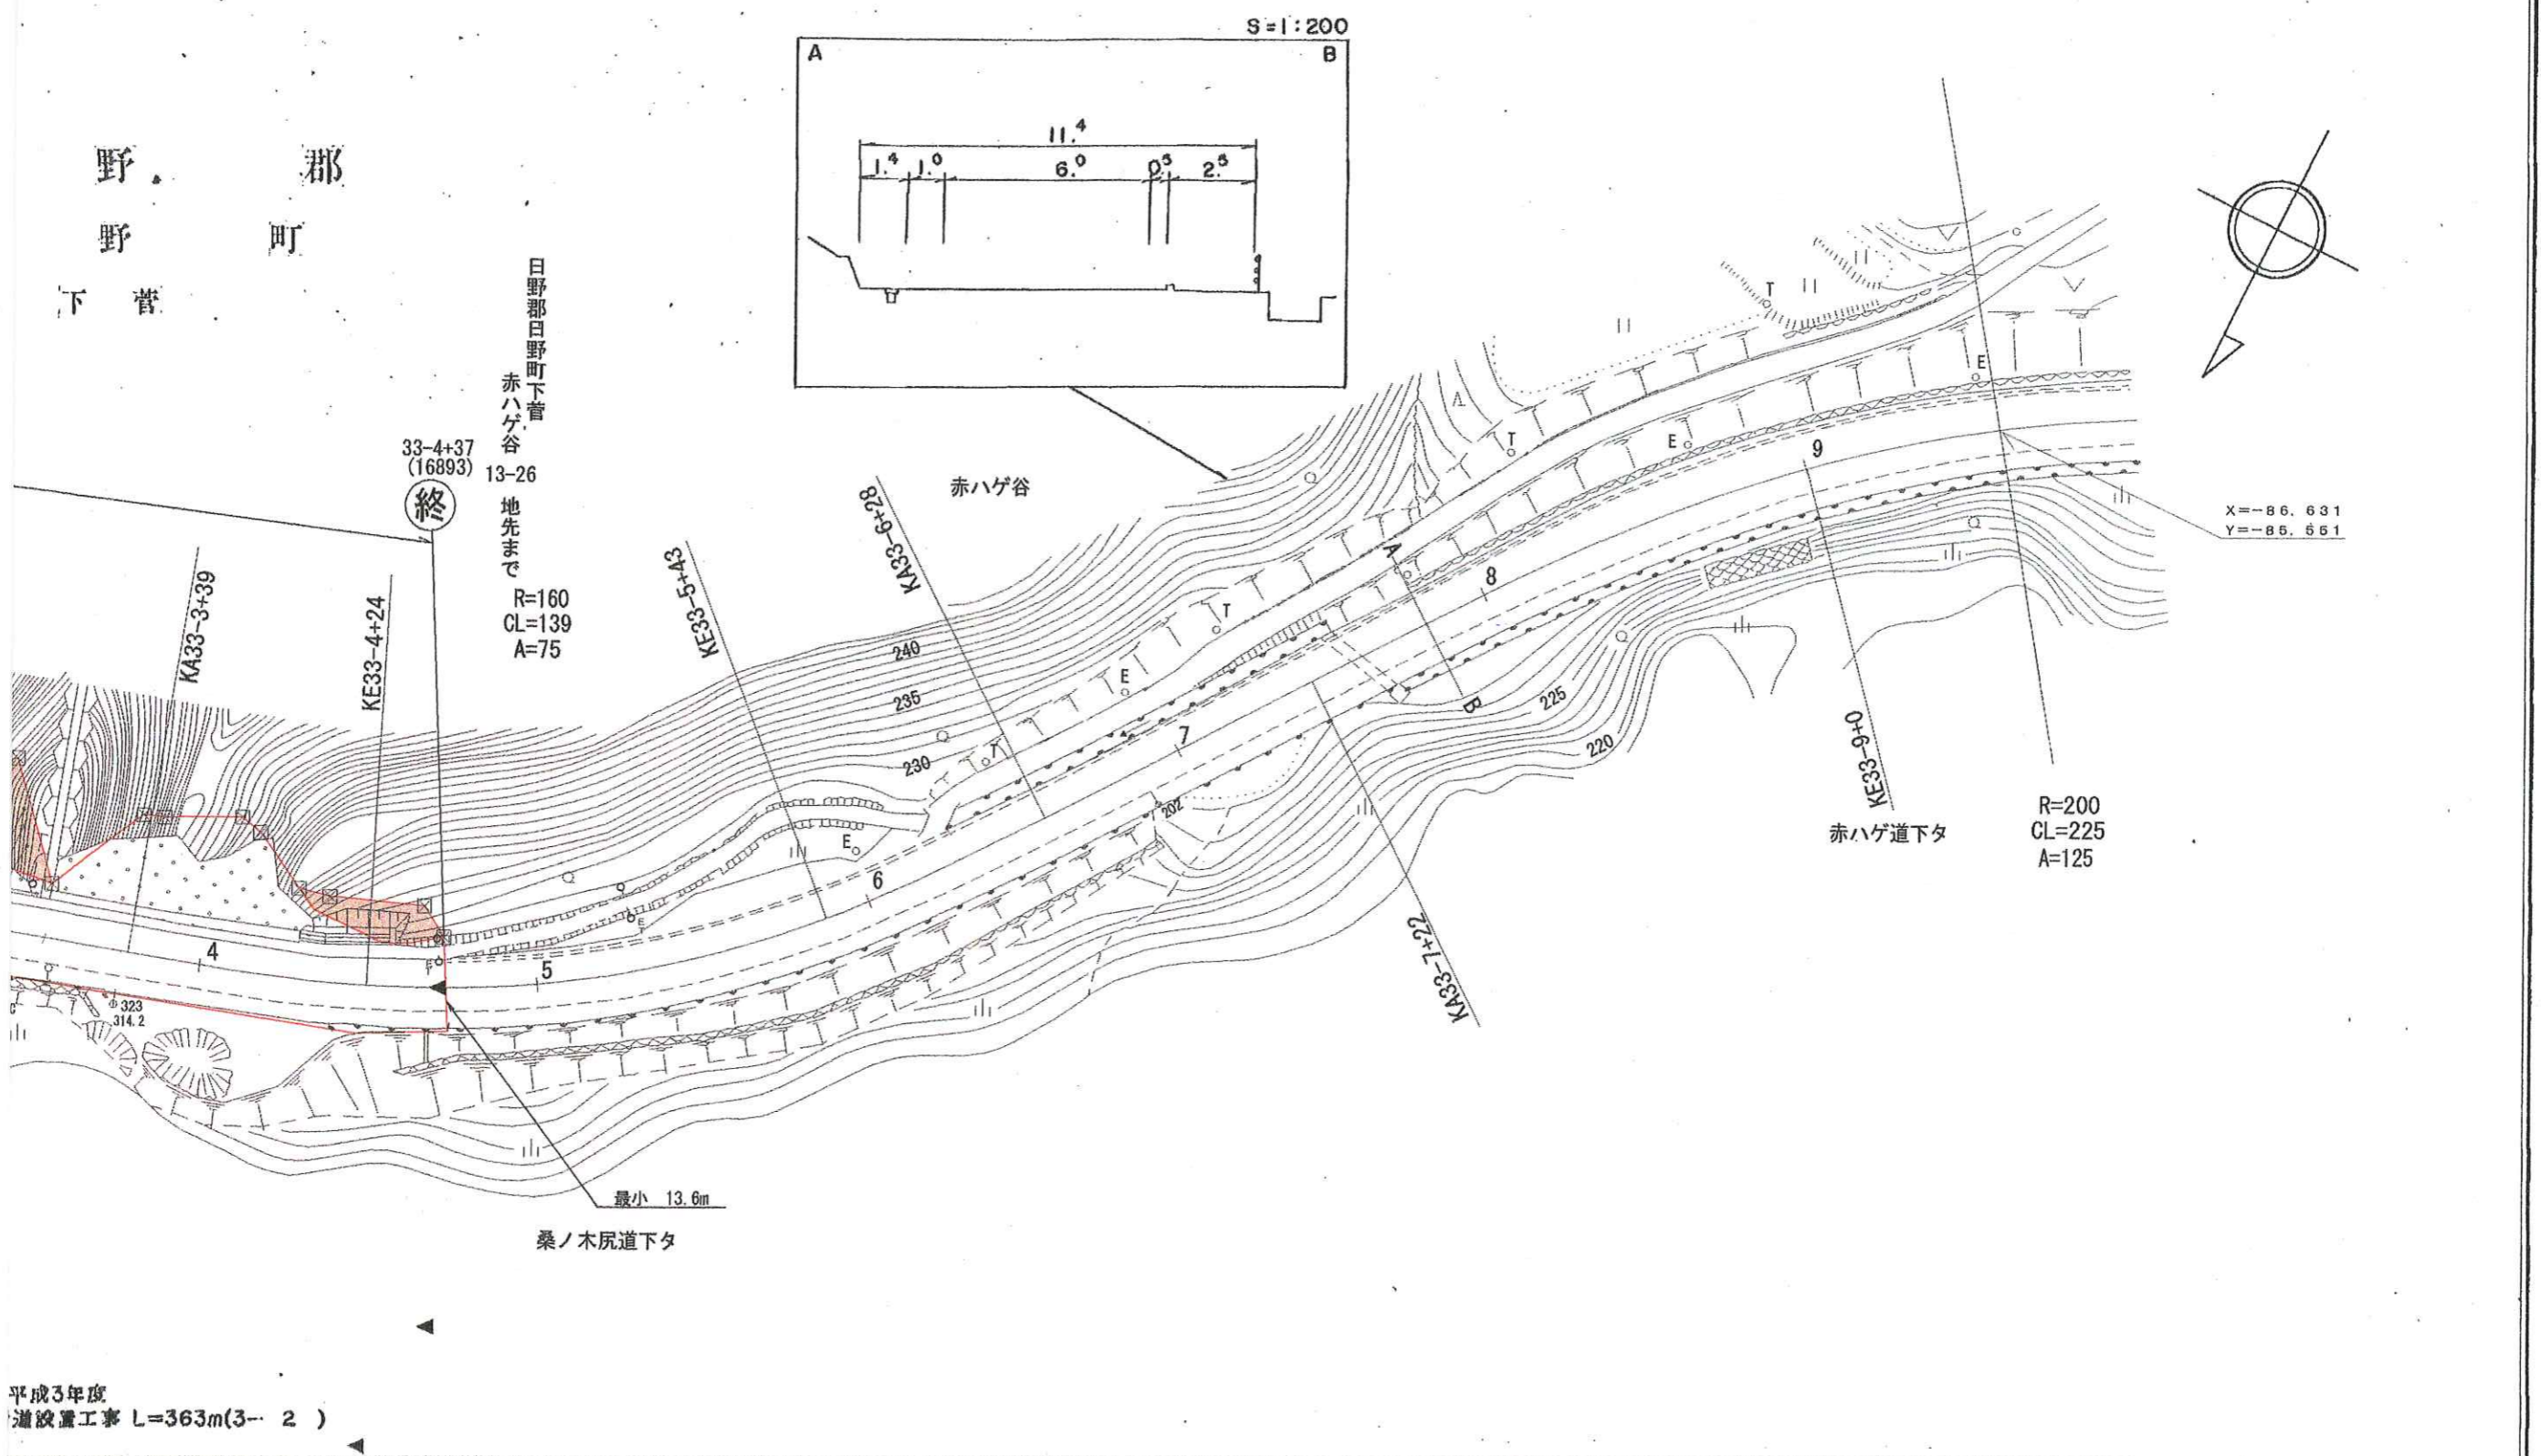 S=1:200
A B
11.4
1.4 1.0 6.0 0.5 2.5
野 郡
野 町
下 菅
日野郡日野町下菅
赤ハゲ谷
13-26
地先まで
33-4+37
(16893)
終
R=160
CL=139
A=75
KA33-3+39
KE33-4+24
KE33-5+43
KA33-6+28
赤ハゲ谷
240
235
230
225
220
202
T
T
T
T
E
E
E
E
E
A
B
4
5
6
7
8
9
X=-86.631
Y=-85.551
KA33-7+22
KE33-9+0
赤ハゲ道下タ
R=200
CL=225
A=125
323
314.2
最小 13.6m
桑ノ木尻道下タ
平成3年度
道設置工事 L=363m(3-2)